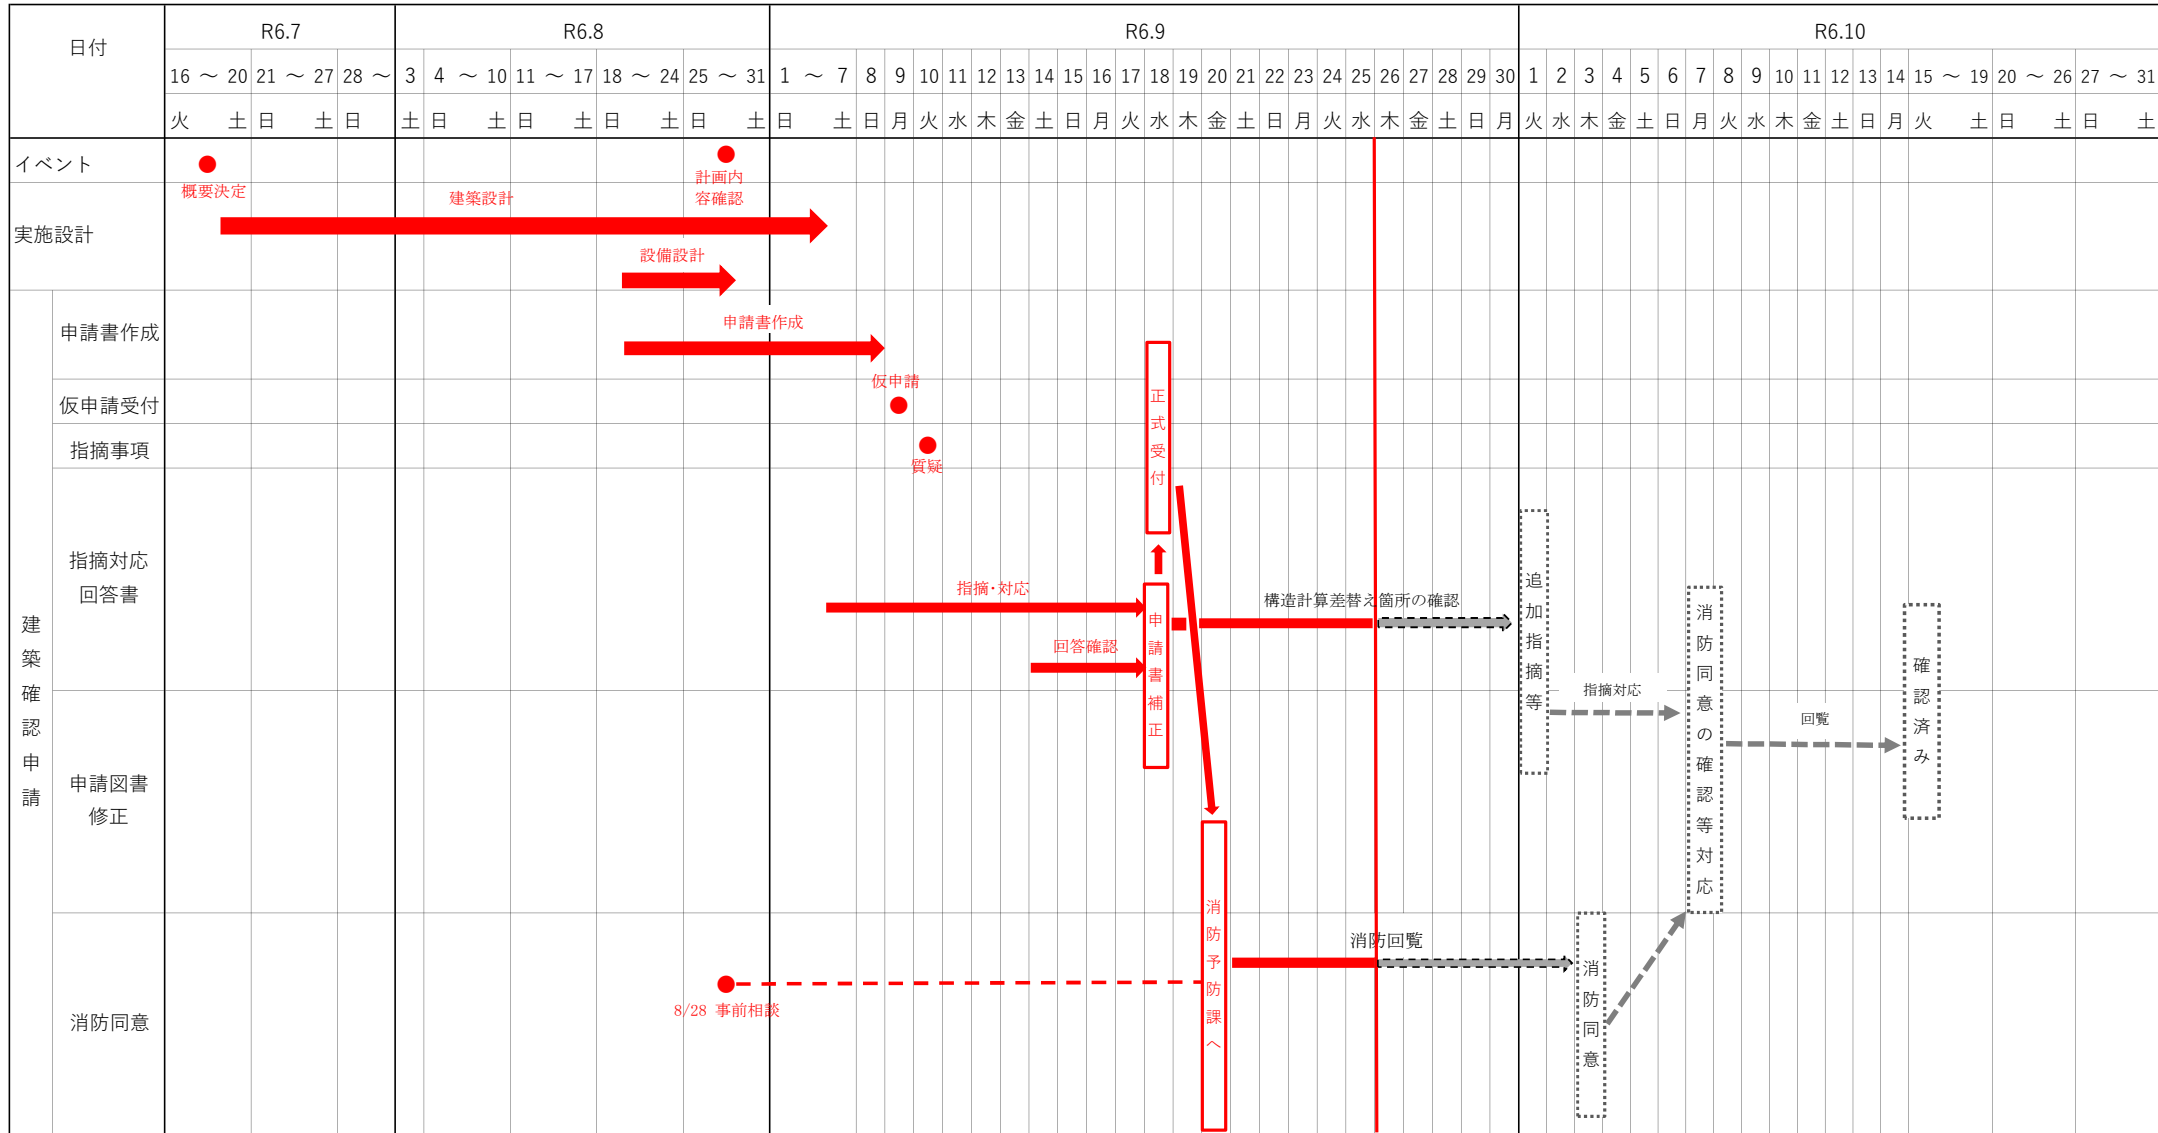 日付 R6.7 R6.8 R6.9 R6.10
16 ～ 20 21 ～ 27 28 ～ 3 4 ～ 10 11 ～ 17 18 ～ 24 25 ～ 31 1 ～ 7 8 9 10 11 12 13 14 15 16 17 18 19 20 21 22 23 24 25 26 27 28 29 30 1 2 3 4 5 6 7 8 9 10 11 12 13 14 15 ～ 19 20 ～ 26 27 ～ 31
火 土 日 土 日 土 日 土 日 土 日 土 日 土 日 土 日 月 火 水 木 金 土 日 月 火 水 木 金 土 日 月 火 水 木 金 土 日 月 火 水 木 金 土 日 月 火 水 木 金 土 日 月 火 土 日 土 日 土
イベント
概要決定
計画内
容確認
実施設計
建築設計
設備設計
建築確認申請
申請書作成
申請書作成
仮申請受付
仮申請
指摘事項
質疑
正式受付
指摘対応
回答書
指摘･対応
回答確認
申請書補正
構造計算差替え箇所の確認
追加指摘等
指摘対応
消防同意の確認等対応
回覧
確認済み
申請図書
修正
消防同意
8/28 事前相談
消防予防課へ
消防回覧
消防同意